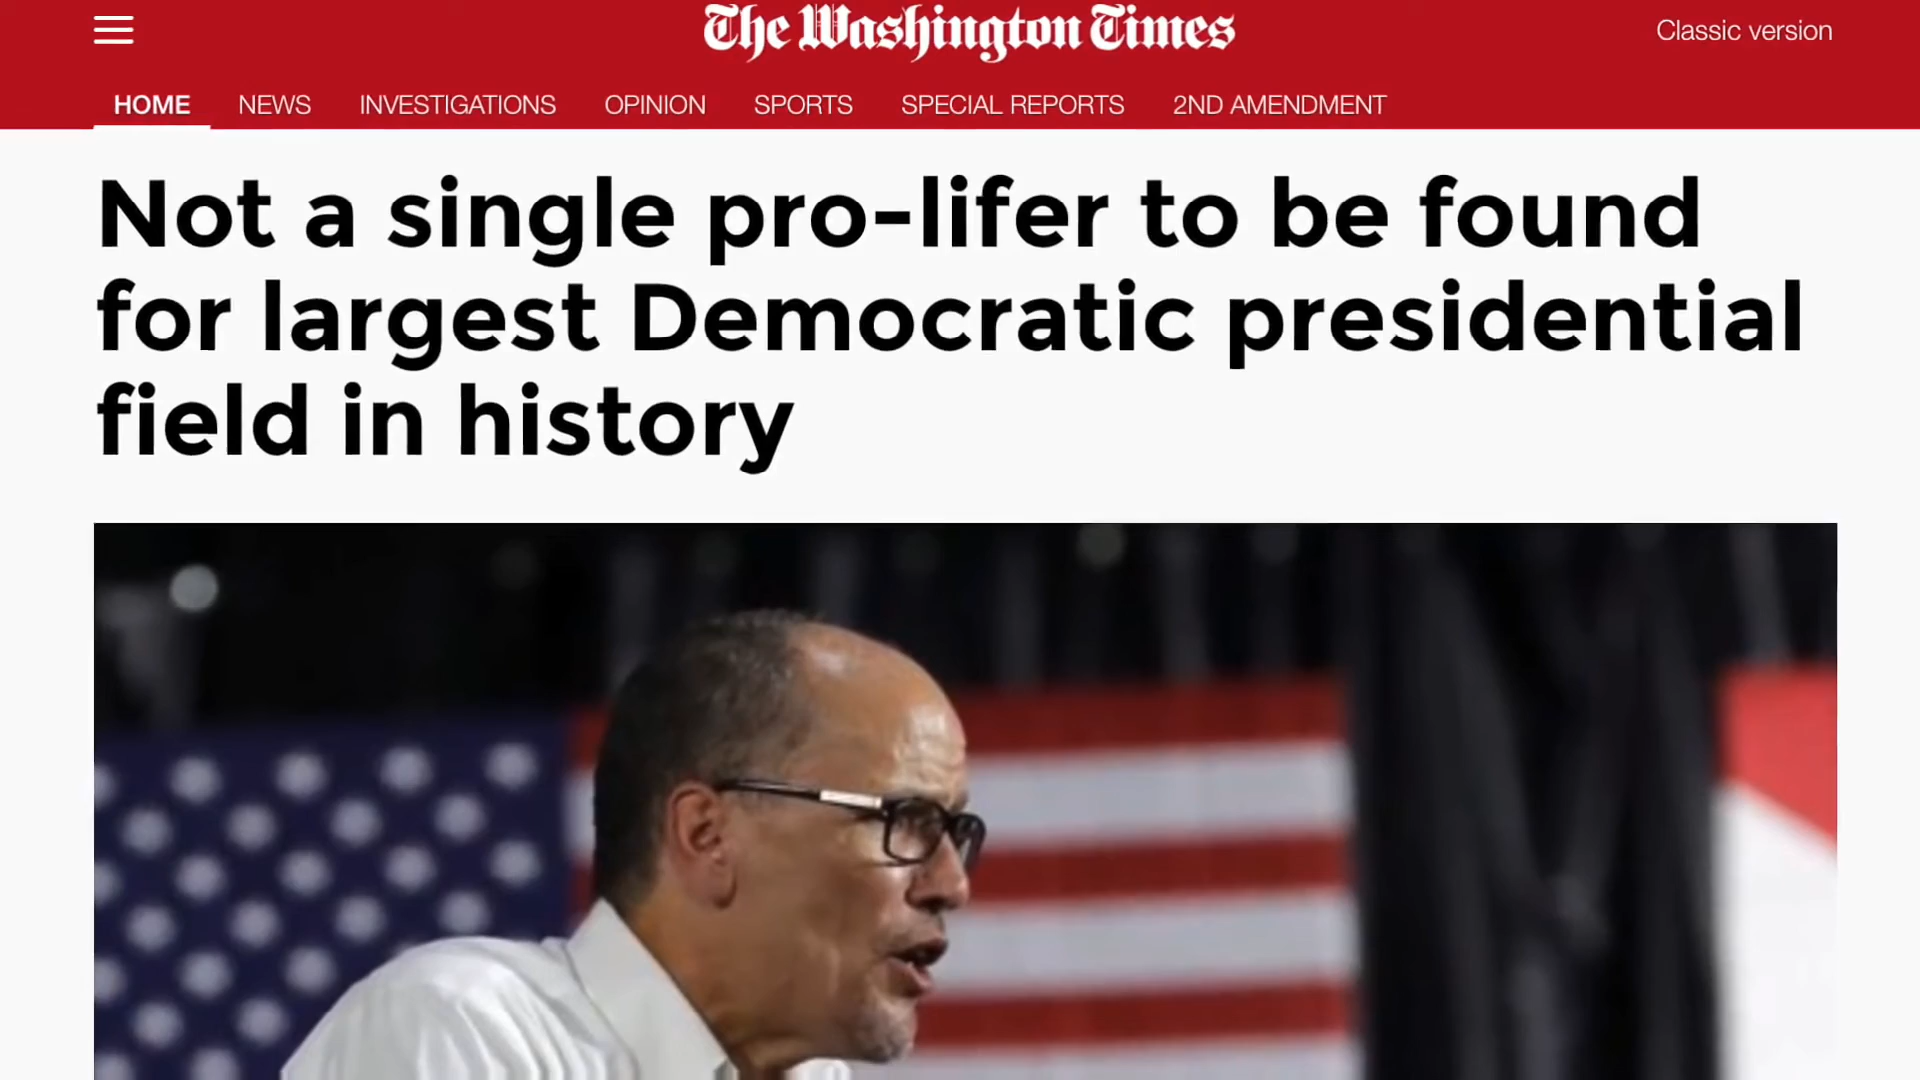 The Washington Times
Classic version
HOME NEWS INVESTIGATIONS OPINION SPORTS SPECIAL REPORTS 2ND AMENDMENT
Not a single pro-lifer to be found
for largest Democratic presidential
field in history